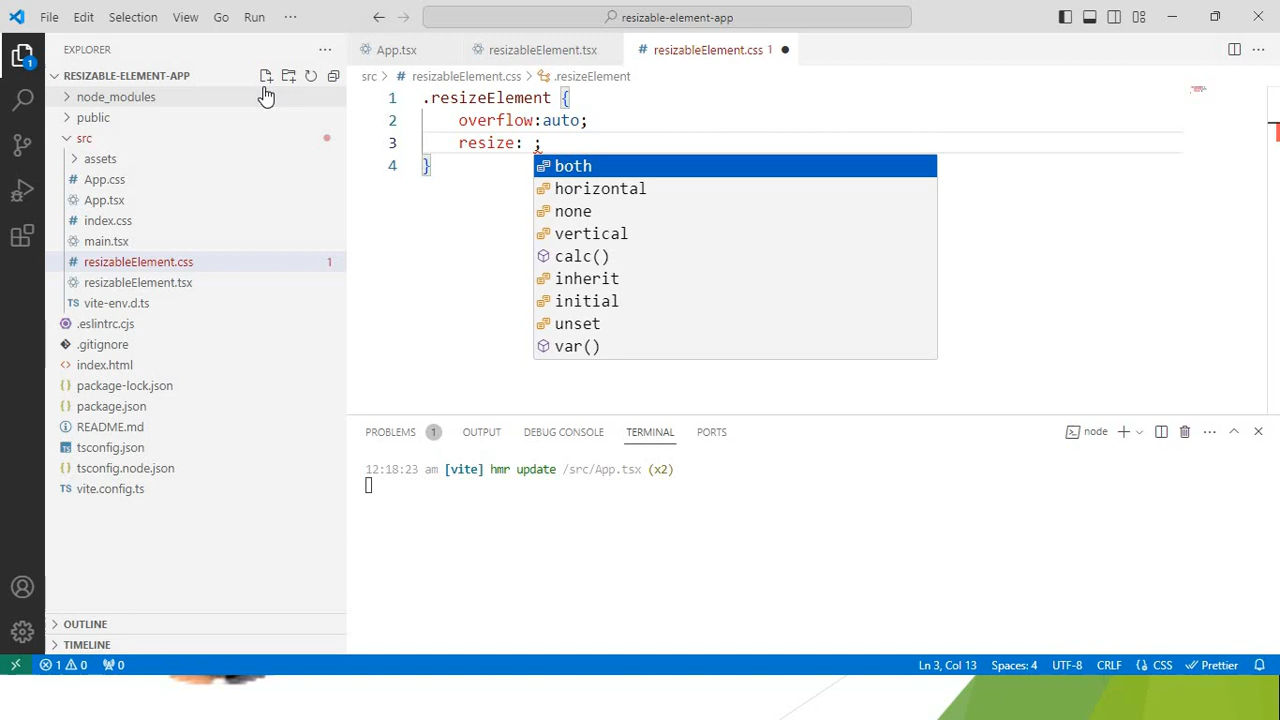 File Edit Selection View Go Run ··· resizable-element-app
EXPLORER ···
RESIZABLE-ELEMENT-APP
node_modules
public
src
assets
# App.css
App.tsx
# index.css
main.tsx
# resizableElement.css 1
resizableElement.tsx
TS vite-env.d.ts
.eslintrc.cjs
.gitignore
<> index.html
{} package-lock.json
{} package.json
README.md
TS tsconfig.json
{} tsconfig.node.json
TS vite.config.ts
OUTLINE
TIMELINE
1
App.tsx resizableElement.tsx # resizableElement.css 1 ●
src > # resizableElement.css > .resizeElement
1 .resizeElement {
2 overflow:auto;
3 resize: ;
4 }
both
horizontal
none
vertical
calc()
inherit
initial
unset
var()
PROBLEMS 1 OUTPUT DEBUG CONSOLE TERMINAL PORTS node
12:18:23 am [vite] hmr update /src/App.tsx (x2)
1 0 0 Ln 3, Col 13 Spaces: 4 UTF-8 CRLF {} CSS Prettier